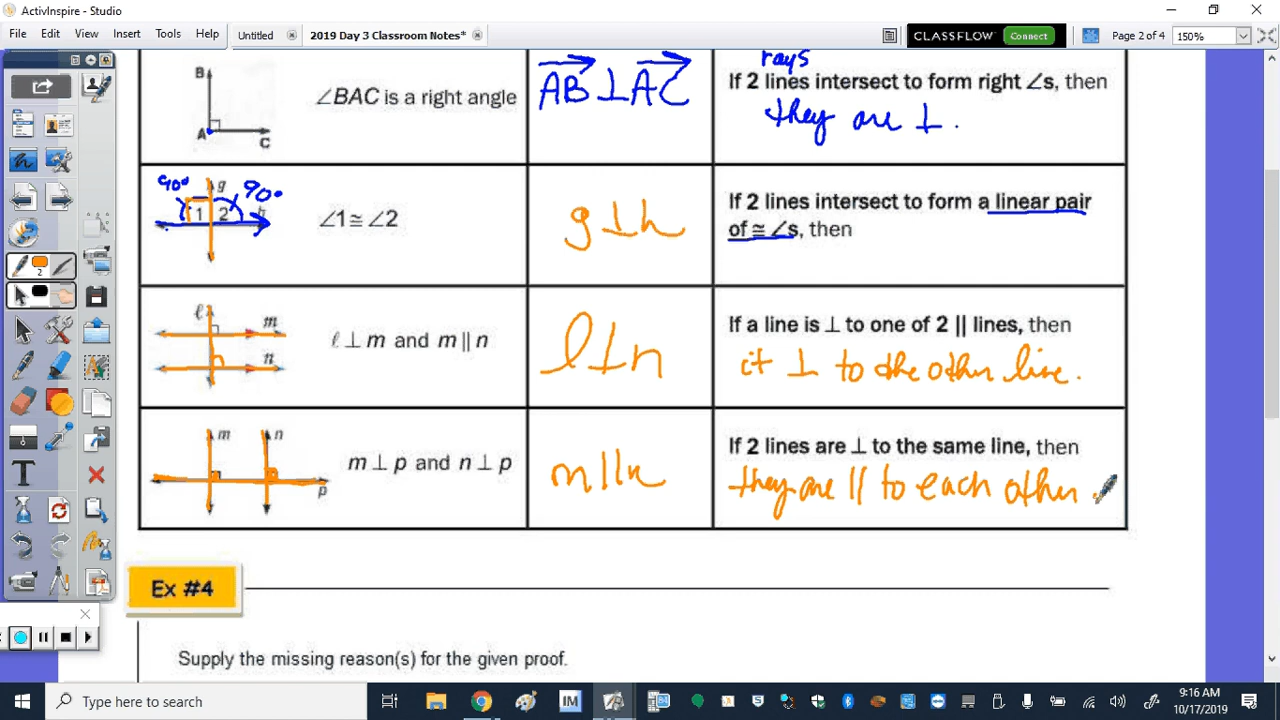 ActivInspire - Studio
File Edit View Insert Tools Help Untitled 2019 Day 3 Classroom Notes* CLASSFLOW Connect Page 2 of 4 150%
B
A
C
∠BAC is a right angle
AB ⊥ AC
rays
If 2 lines intersect to form right ∠s, then
they are ⊥.
90° g 90°
1 2
∠1 ≅ ∠2
g ⊥ h
If 2 lines intersect to form a linear pair
of ≅ ∠s, then
ℓ
m
n
ℓ ⊥ m and m || n
l ⊥ n
If a line is ⊥ to one of 2 || lines, then
it ⊥ to the other line.
m n
p
m ⊥ p and n ⊥ p
m || n
If 2 lines are ⊥ to the same line, then
they are || to each other
2
T
Ex #4
Supply the missing reason(s) for the given proof.
Type here to search
IM
9:16 AM
10/17/2019